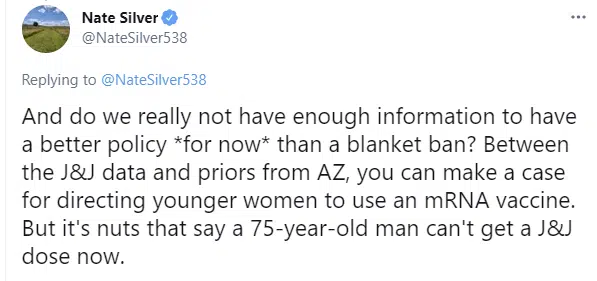 Nate Silver
@NateSilver538
Replying to @NateSilver538
And do we really not have enough information to have
a better policy *for now* than a blanket ban? Between
the J&J data and priors from AZ, you can make a case
for directing younger women to use an mRNA vaccine.
But it's nuts that say a 75-year-old man can't get a J&J
dose now.